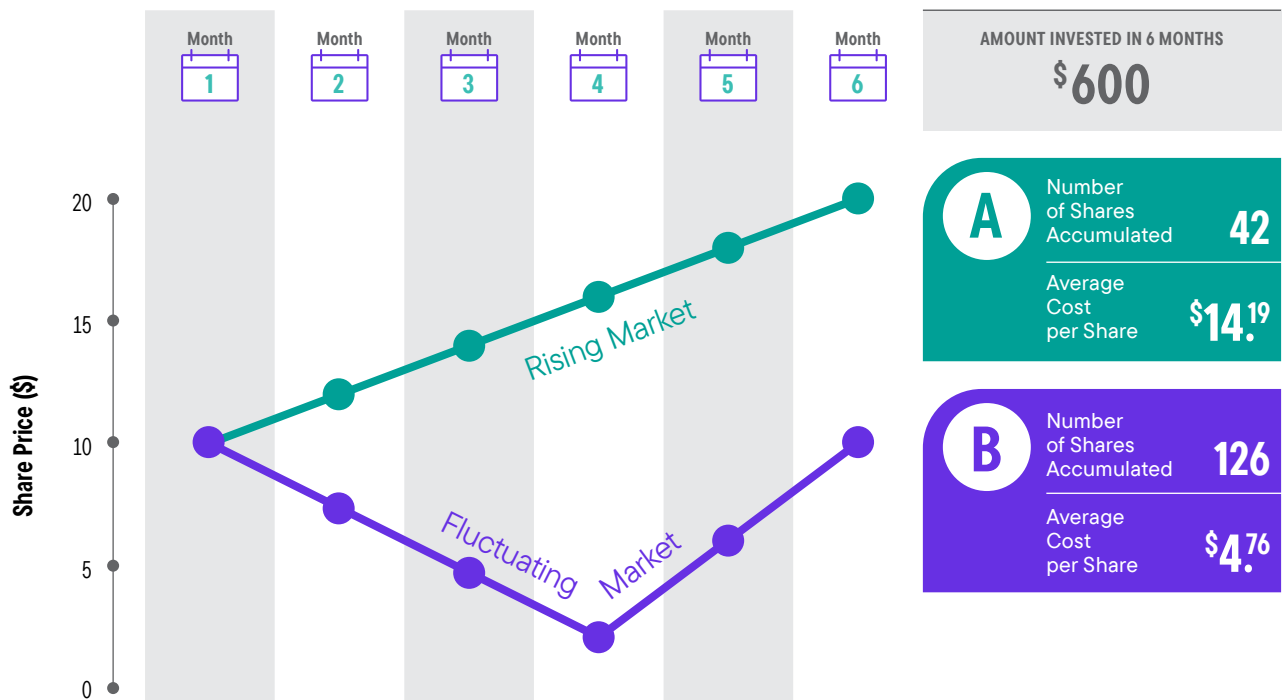 Month Month Month Month Month Month
1 2 3 4 5 6
AMOUNT INVESTED IN 6 MONTHS
$600
Share Price ($)
20
15
10
5
0
Rising Market
Fluctuating Market
A
Number
of Shares
Accumulated 42
Average
Cost
per Share $14.19
B
Number
of Shares
Accumulated 126
Average
Cost
per Share $4.76